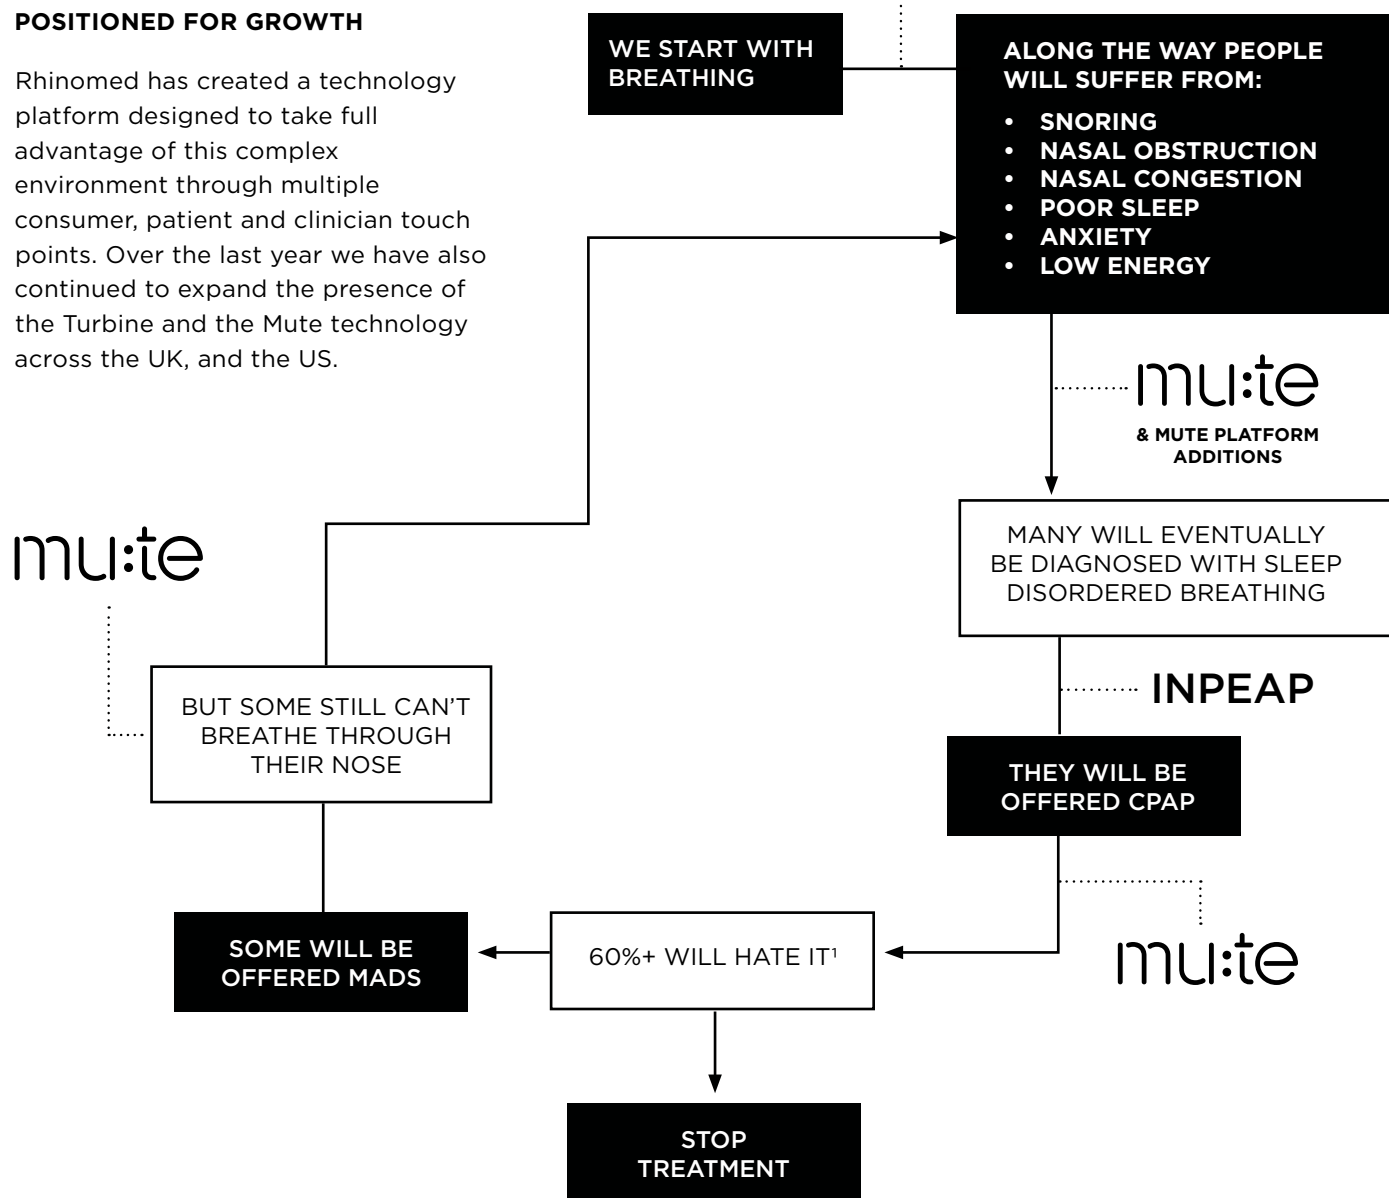 POSITIONED FOR GROWTH
Rhinomed has created a technology
platform designed to take full
advantage of this complex
environment through multiple
consumer, patient and clinician touch
points. Over the last year we have also
continued to expand the presence of
the Turbine and the Mute technology
across the UK, and the US.
WE START WITH
BREATHING
ALONG THE WAY PEOPLE
WILL SUFFER FROM:
• SNORING
• NASAL OBSTRUCTION
• NASAL CONGESTION
• POOR SLEEP
• ANXIETY
• LOW ENERGY
mu:te
& MUTE PLATFORM
ADDITIONS
MANY WILL EVENTUALLY
BE DIAGNOSED WITH SLEEP
DISORDERED BREATHING
INPEAP
THEY WILL BE
OFFERED CPAP
mu:te
60%+ WILL HATE IT¹
STOP
TREATMENT
SOME WILL BE
OFFERED MADS
BUT SOME STILL CAN'T
BREATHE THROUGH
THEIR NOSE
mu:te